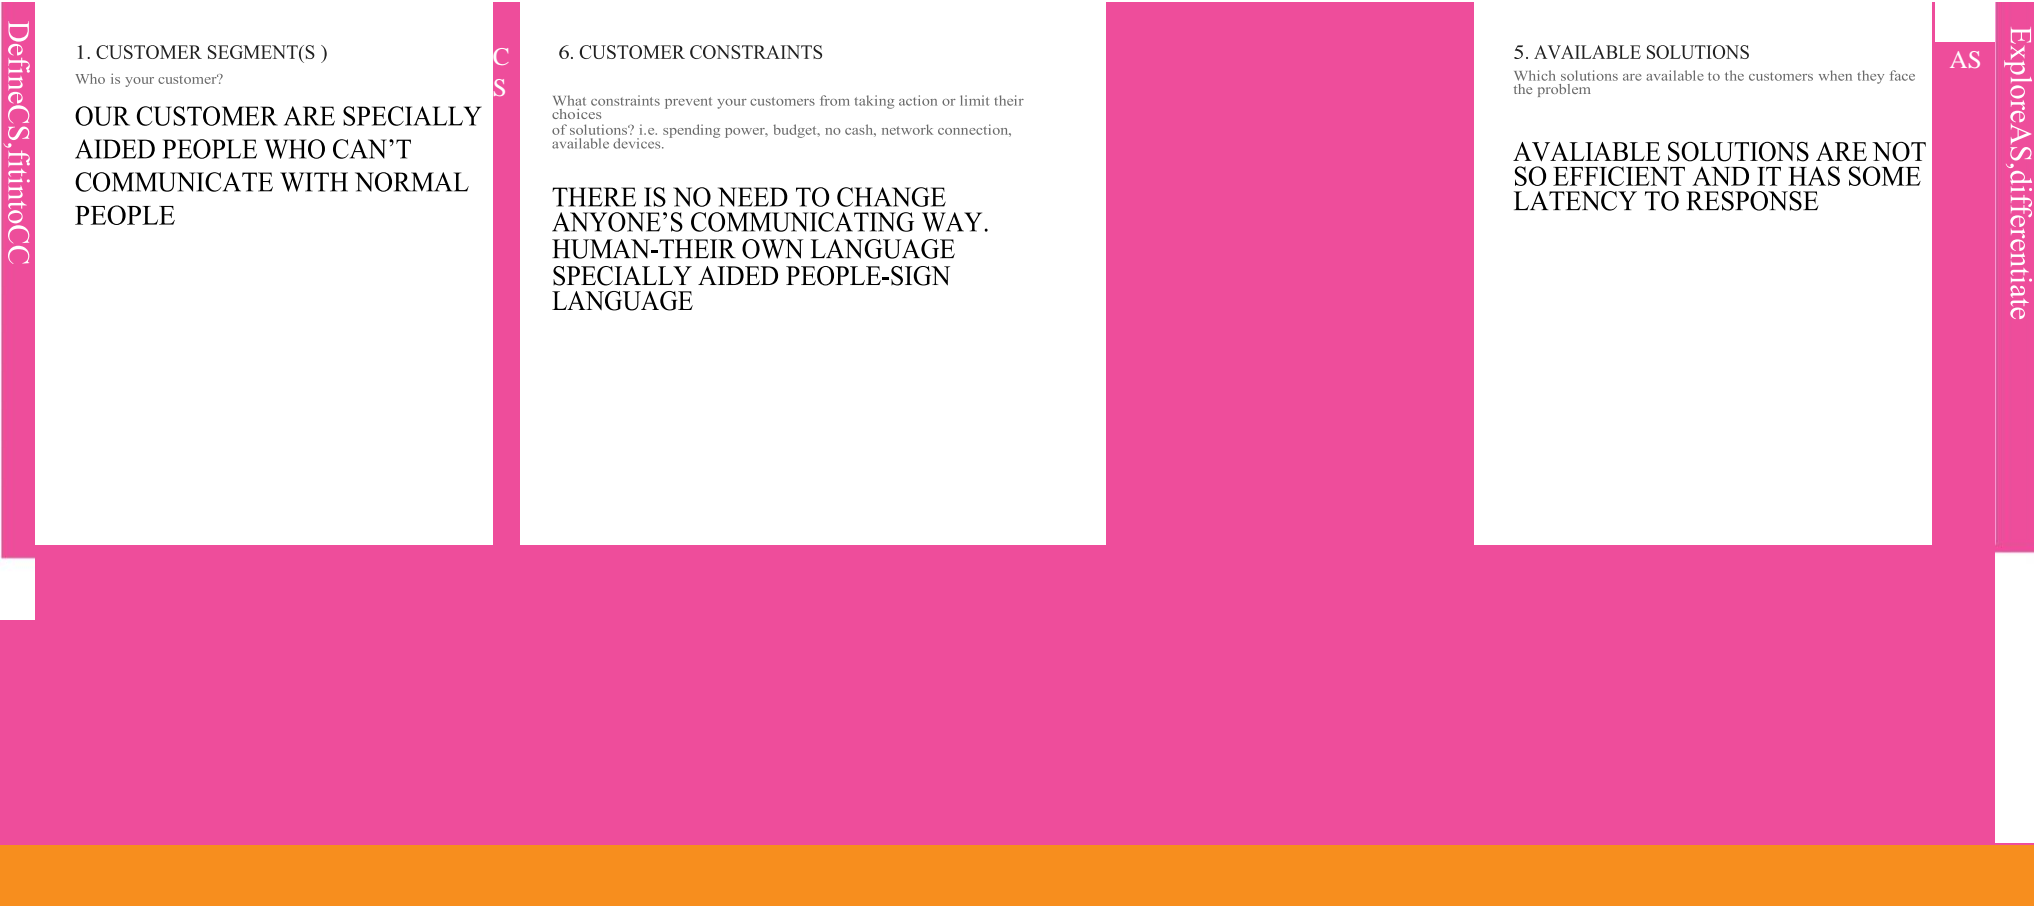 DefineCS,fitintoCC
1. CUSTOMER SEGMENT(S )
Who is your customer?
OUR CUSTOMER ARE SPECIALLY
AIDED PEOPLE WHO CAN’T
COMMUNICATE WITH NORMAL
PEOPLE
C
S
6. CUSTOMER CONSTRAINTS
What constraints prevent your customers from taking action or limit their
choices
of solutions? i.e. spending power, budget, no cash, network connection,
available devices.
THERE IS NO NEED TO CHANGE
ANYONE’S COMMUNICATING WAY.
HUMAN-THEIR OWN LANGUAGE
SPECIALLY AIDED PEOPLE-SIGN
LANGUAGE
5. AVAILABLE SOLUTIONS
Which solutions are available to the customers when they face
the problem
AVALIABLE SOLUTIONS ARE NOT
SO EFFICIENT AND IT HAS SOME
LATENCY TO RESPONSE
AS
ExploreAS,differentiate